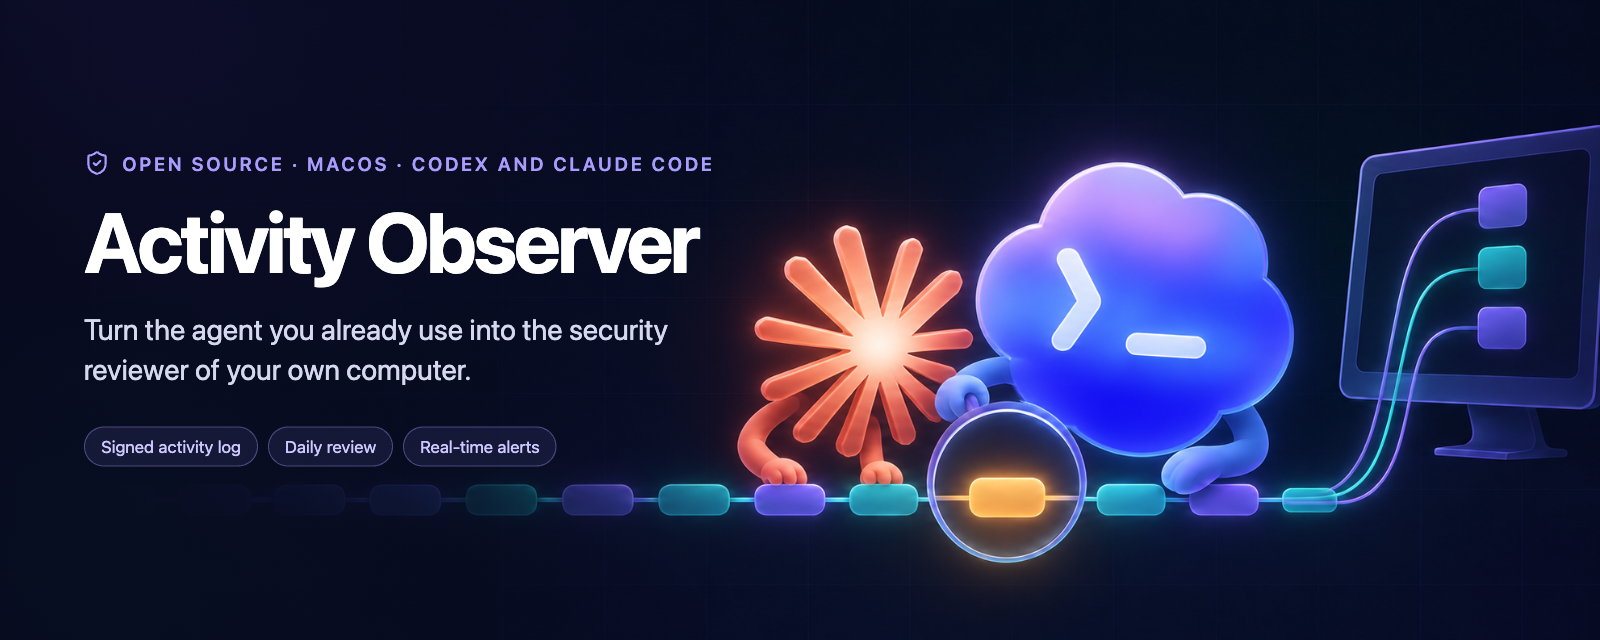 OPEN SOURCE · MACOS · CODEX AND CLAUDE CODE
Activity Observer
Turn the agent you already use into the security
reviewer of your own computer.
Signed activity log
Daily review
Real-time alerts